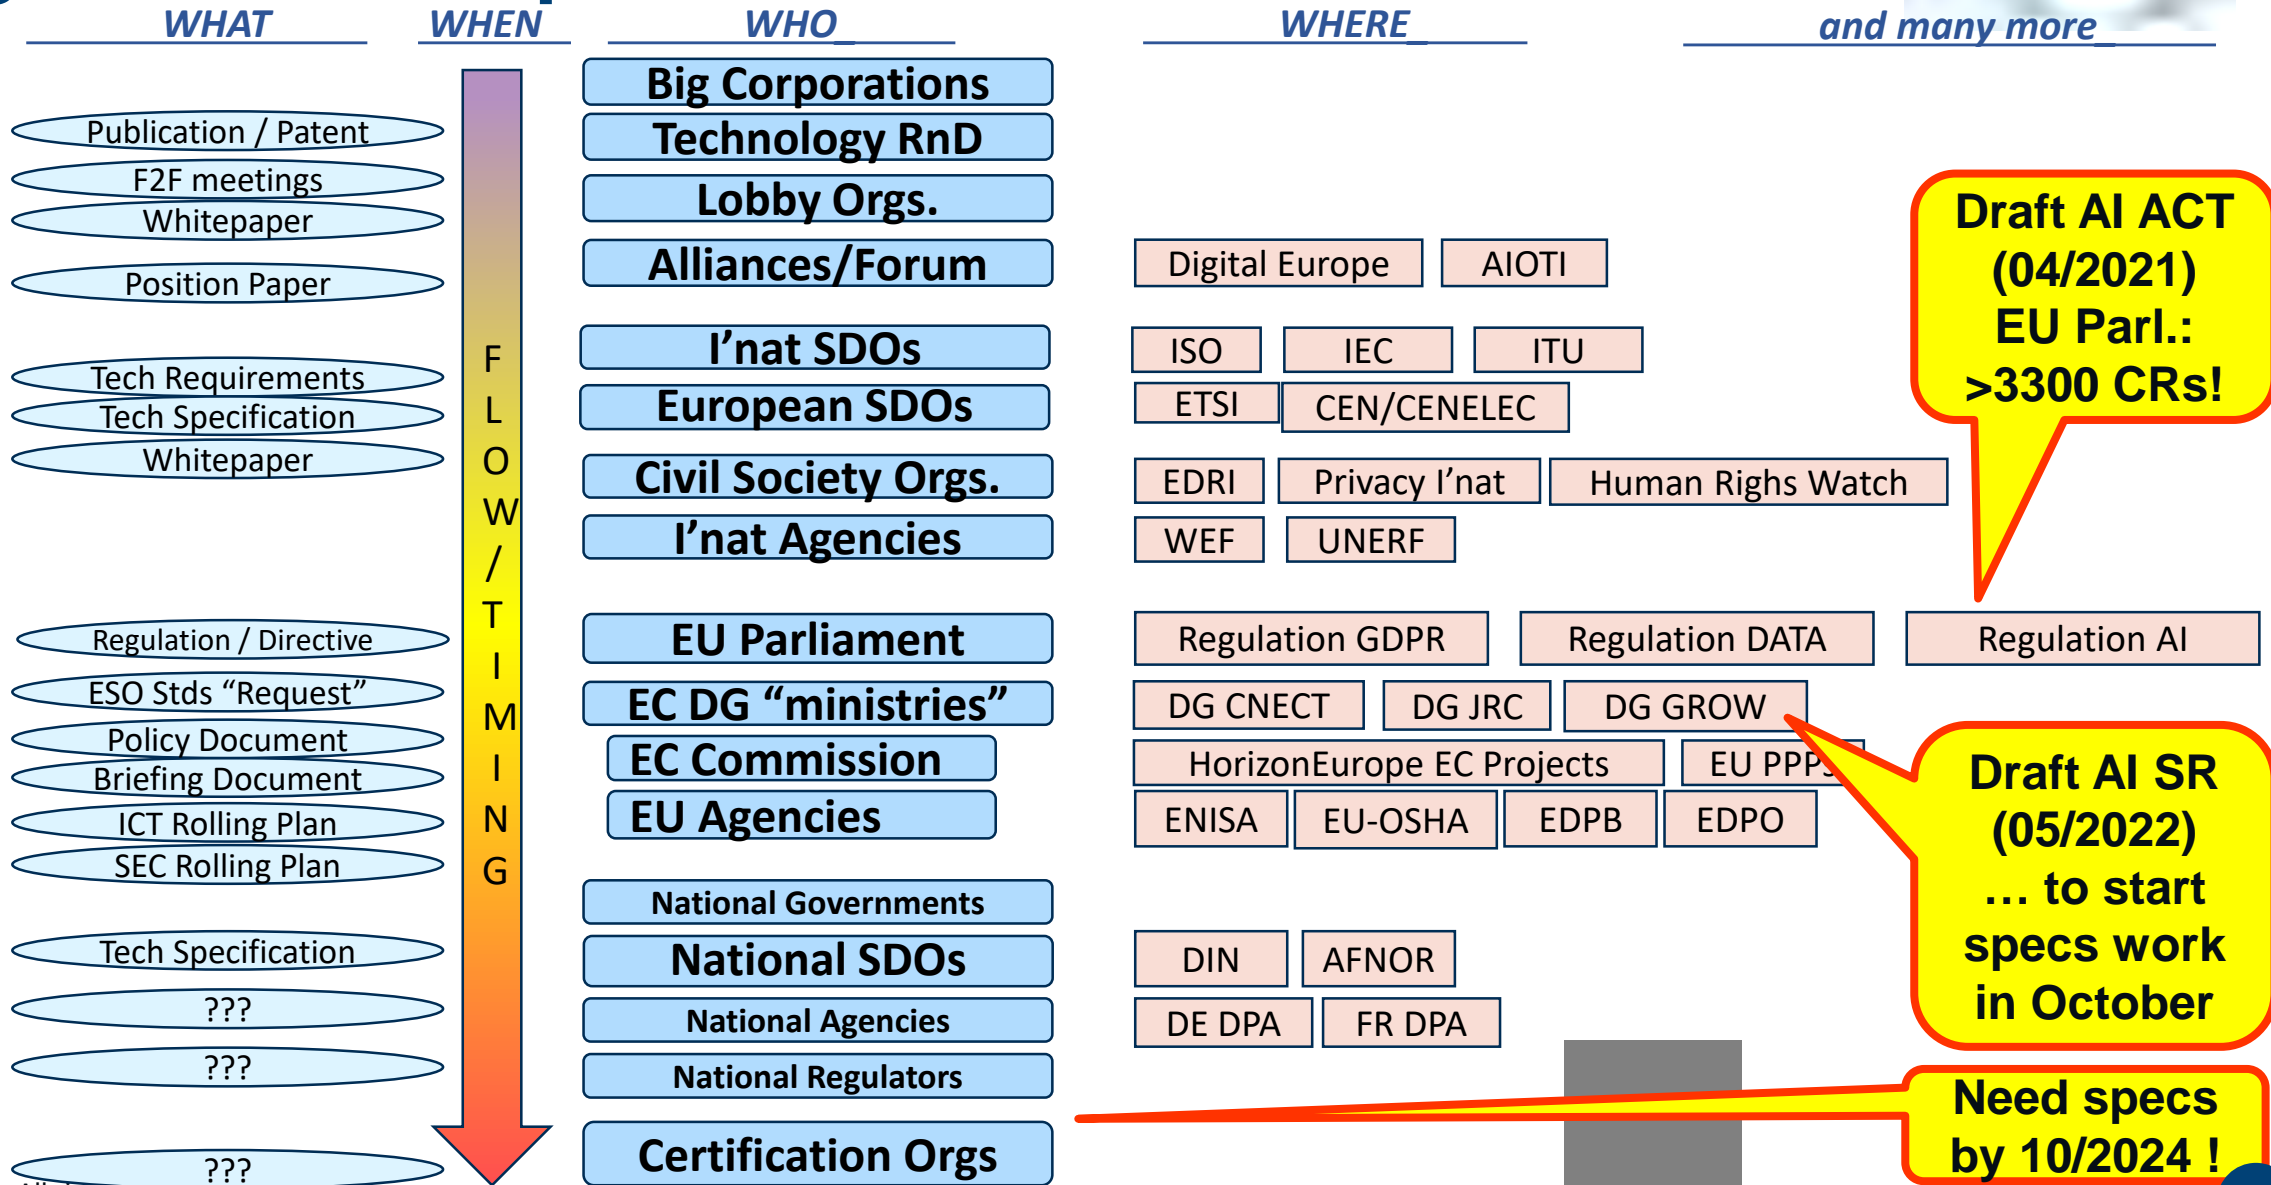 WHAT
WHEN
WHO_
WHERE_
and many more_
Publication / Patent
F2F meetings
Whitepaper
Position Paper
Tech Requirements
Tech Specification
Whitepaper
Regulation / Directive
ESO Stds “Request”
Policy Document
Briefing Document
ICT Rolling Plan
SEC Rolling Plan
Tech Specification
???
???
???
F
L
O
W
/
T
I
M
I
N
G
Big Corporations
Technology RnD
Lobby Orgs.
Alliances/Forum
Digital Europe
AIOTI
I’nat SDOs
ISO
IEC
ITU
European SDOs
ETSI
CEN/CENELEC
Civil Society Orgs.
EDRI
Privacy I’nat
Human Righs Watch
I’nat Agencies
WEF
UNERF
EU Parliament
Regulation GDPR
Regulation DATA
Regulation AI
EC DG “ministries”
DG CNECT
DG JRC
DG GROW
EC Commission
HorizonEurope EC Projects
EU PPPs
EU Agencies
ENISA
EU-OSHA
EDPB
EDPO
National Governments
National SDOs
DIN
AFNOR
National Agencies
DE DPA
FR DPA
National Regulators
Certification Orgs
Draft AI ACT
(04/2021)
EU Parl.:
>3300 CRs!
Draft AI SR
(05/2022)
… to start
specs work
in October
Need specs
by 10/2024 !